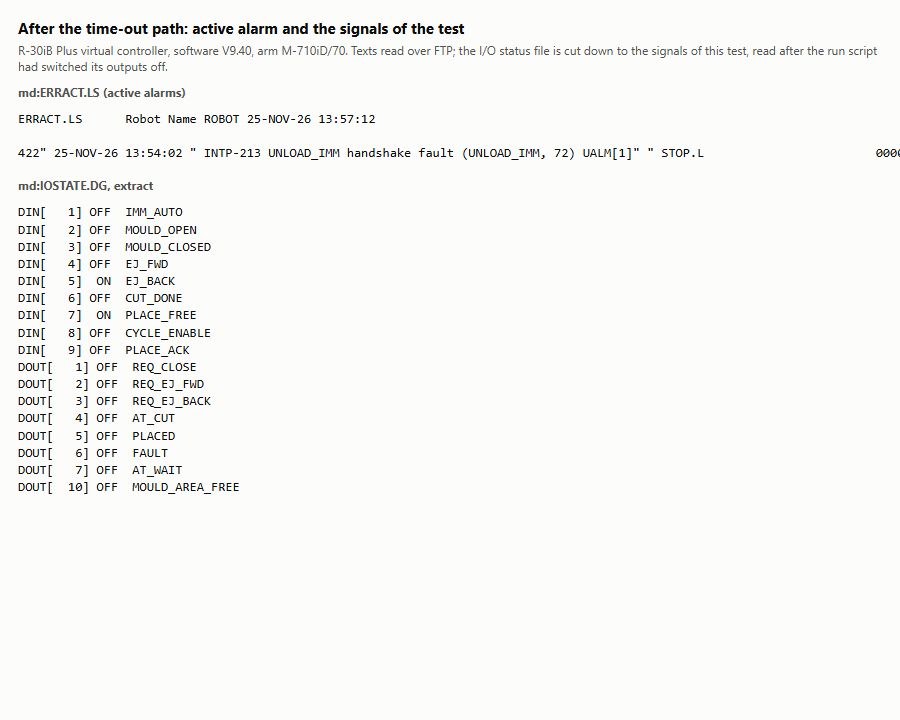 After the time-out path: active alarm and the signals of the test
R-30iB Plus virtual controller, software V9.40, arm M-710iD/70. Texts read over FTP; the I/O status file is cut down to the signals of this test, read after the run script
had switched its outputs off.
md:ERRACT.LS (active alarms)
ERRACT.LS      Robot Name ROBOT 25-NOV-26 13:57:12
422" 25-NOV-26 13:54:02 " INTP-213 UNLOAD_IMM handshake fault (UNLOAD_IMM, 72) UALM[1]" " STOP.L                        0000
md:IOSTATE.DG, extract
DIN[   1] OFF  IMM_AUTO
DIN[   2] OFF  MOULD_OPEN
DIN[   3] OFF  MOULD_CLOSED
DIN[   4] OFF  EJ_FWD
DIN[   5]  ON  EJ_BACK
DIN[   6] OFF  CUT_DONE
DIN[   7]  ON  PLACE_FREE
DIN[   8] OFF  CYCLE_ENABLE
DIN[   9] OFF  PLACE_ACK
DOUT[   1] OFF  REQ_CLOSE
DOUT[   2] OFF  REQ_EJ_FWD
DOUT[   3] OFF  REQ_EJ_BACK
DOUT[   4] OFF  AT_CUT
DOUT[   5] OFF  PLACED
DOUT[   6] OFF  FAULT
DOUT[   7] OFF  AT_WAIT
DOUT[  10] OFF  MOULD_AREA_FREE